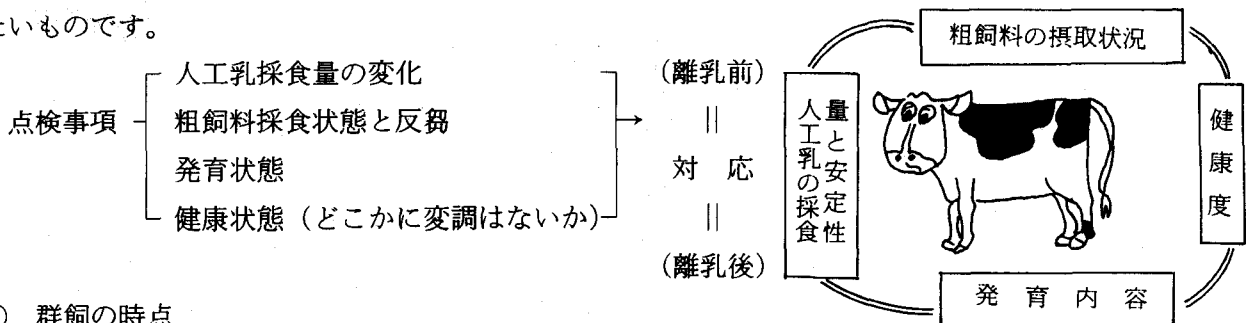 たいものです。
点検事項
人工乳採食量の変化
粗飼料採食状態と反芻
発育状態
健康状態（どこかに変調はないか）
→
（離乳前）
||
対　応
||
（離乳後）
粗飼料の摂取状況
人工乳の採食
量と安定性
健康度
発　育　内　容
）　群飼の時点